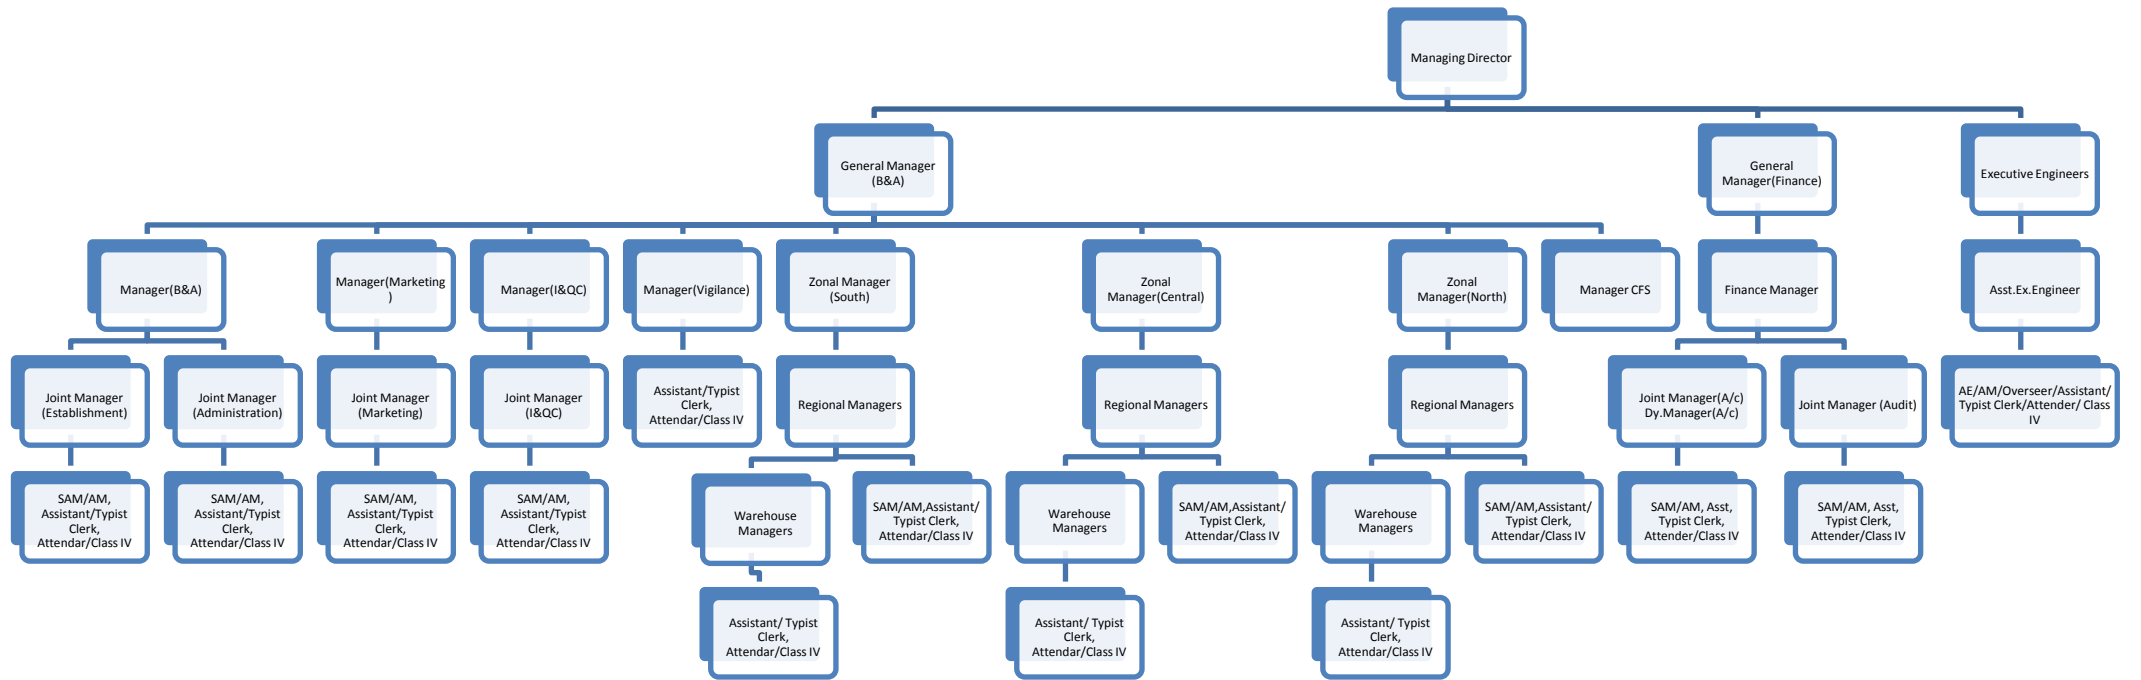 Managing Director
General Manager
(B&A)
General
Manager(Finance)
Executive Engineers
Manager(B&A)
Manager(Marketing
)
Manager(I&QC)
Manager(Vigilance)
Zonal Manager
(South)
Zonal
Manager(Central)
Zonal
Manager(North)
Manager CFS
Finance Manager
Asst.Ex.Engineer
Joint Manager
(Establishment)
Joint Manager
(Administration)
Joint Manager
(Marketing)
Joint Manager
(I&QC)
Assistant/Typist
Clerk,
Attendar/Class IV
Regional Managers
Regional Managers
Regional Managers
Joint Manager(A/c)
Dy.Manager(A/c)
Joint Manager (Audit)
AE/AM/Overseer/Assistant/
Typist Clerk/Attender/ Class
IV
SAM/AM,
Assistant/Typist
Clerk,
Attendar/Class IV
SAM/AM,
Assistant/Typist
Clerk,
Attendar/Class IV
SAM/AM,
Assistant/Typist
Clerk,
Attendar/Class IV
SAM/AM,
Assistant/Typist
Clerk,
Attendar/Class IV
Warehouse
Managers
SAM/AM,Assistant/
Typist Clerk,
Attendar/Class IV
Warehouse
Managers
SAM/AM,Assistant/
Typist Clerk,
Attendar/Class IV
Warehouse
Managers
SAM/AM,Assistant/
Typist Clerk,
Attendar/Class IV
SAM/AM, Asst,
Typist Clerk,
Attender/Class IV
SAM/AM, Asst,
Typist Clerk,
Attender/Class IV
Assistant/ Typist
Clerk,
Attendar/Class IV
Assistant/ Typist
Clerk,
Attendar/Class IV
Assistant/ Typist
Clerk,
Attendar/Class IV